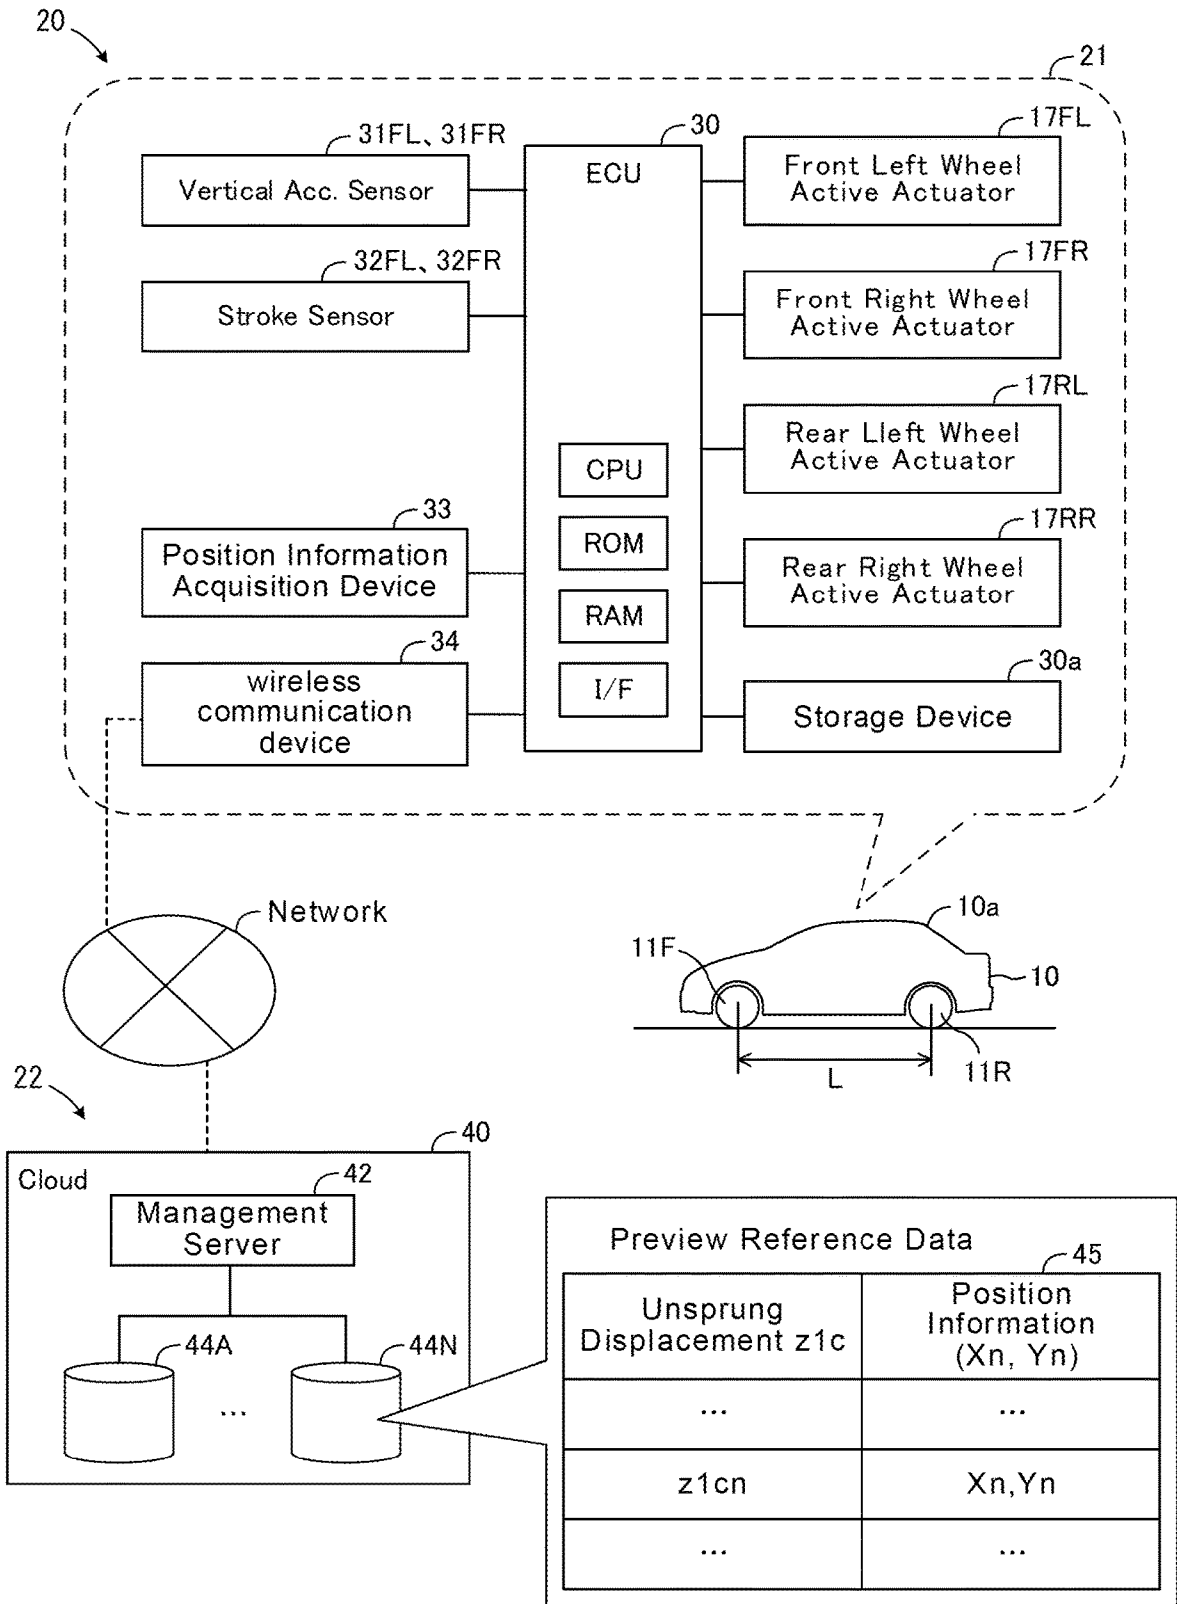 20
21
31FL、31FR
Vertical Acc. Sensor
32FL、32FR
Stroke Sensor
33
Position Information
Acquisition Device
34
wireless
communication
device
30
ECU
CPU
ROM
RAM
I/F
17FL
Front Left Wheel
Active Actuator
17FR
Front Right Wheel
Active Actuator
17RL
Rear Lleft Wheel
Active Actuator
17RR
Rear Right Wheel
Active Actuator
30a
Storage Device
Network
10a
11F
10
11R
L
22
40
Cloud
42
Management
Server
44A
...
44N
Preview Reference Data
45
Unsprung
Displacement z1c
Position
Information
(Xn, Yn)
...
...
z1cn
Xn,Yn
...
...